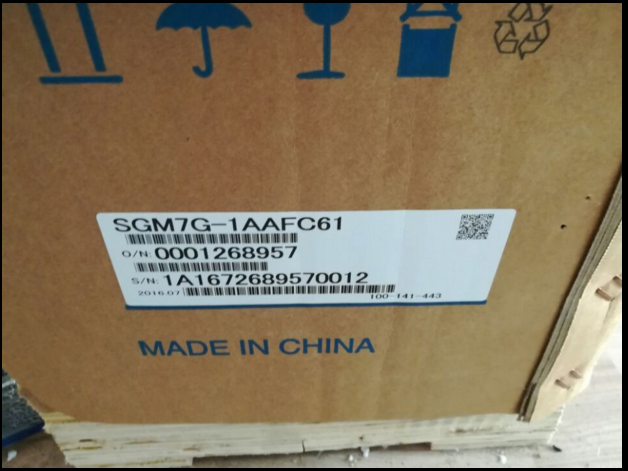 SGM7G-1AAFC61
O/N: 0001268957
S/N: 1A1672689570012
2016.07
100-141-443
MADE IN CHINA